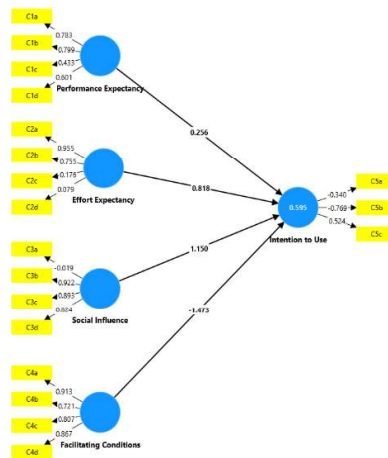 C1a
0.783
C1b
0.799
C1c
0.433
C1d
0.601
Performance Expectancy
0.256
C2a
0.955
C2b
0.755
C2c
0.178
C2d
0.079
Effort Expectancy
0.818
C3a
-0.019
C3b
0.922
C3c
0.893
C3d
0.824
Social Influence
1.150
C4a
0.913
C4b
0.721
C4c
0.807
C4d
0.867
Facilitating Conditions
-1.473
0.595
Intention to Use
-0.340
C5a
-0.769
C5b
0.524
C5c